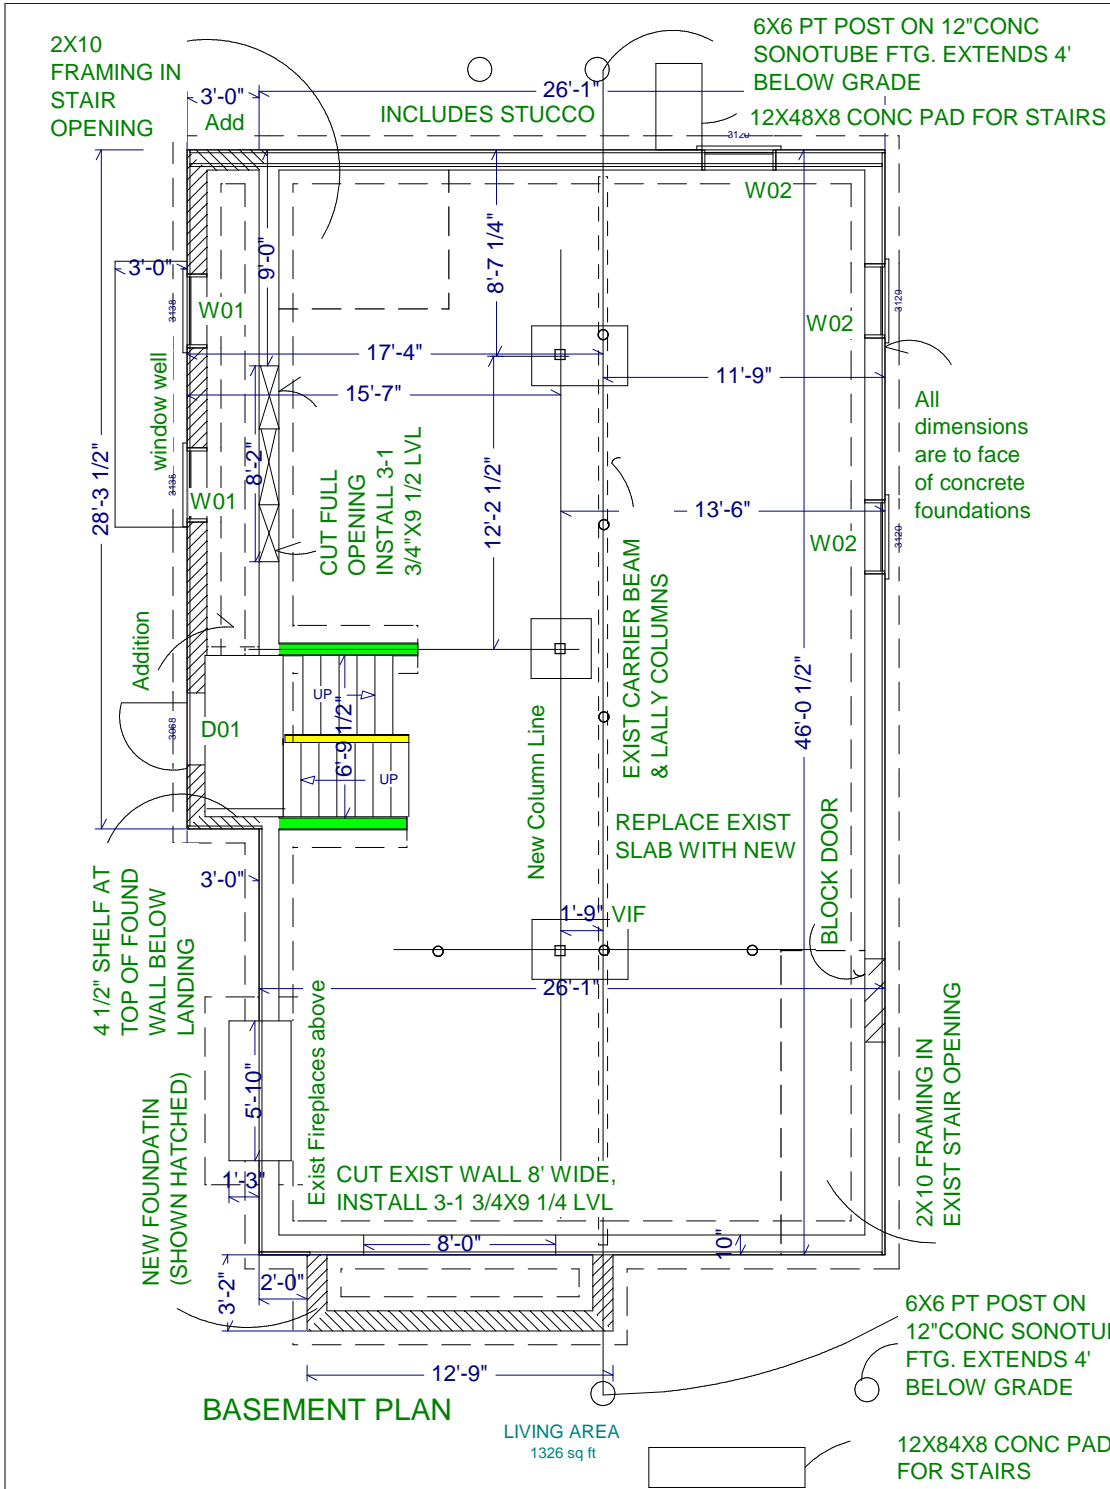 2X10
FRAMING IN
STAIR
OPENING
3'-0"
Add
26'-1"
INCLUDES STUCCO
6X6 PT POST ON 12"CONC
SONOTUBE FTG. EXTENDS 4'
BELOW GRADE
12X48X8 CONC PAD FOR STAIRS
3120
W02
3'-0"
9'-0"
8'-7 1/4"
3138
W01
W02
3120
17'-4"
11'-9"
15'-7"
window well
28'-3 1/2"
8'-2"
CUT FULL
OPENING
INSTALL 3-1
3/4"X9 1/2 LVL
12'-2 1/2"
All
dimensions
are to face
of concrete
foundations
3138
W01
13'-6"
W02
3120
EXIST CARRIER BEAM
& LALLY COLUMNS
Addition
UP
6'-9 1/2"
UP
3068
D01
46'-0 1/2"
New Column Line
REPLACE EXIST
SLAB WITH NEW
BLOCK DOOR
3'-0"
4 1/2" SHELF AT
TOP OF FOUND
WALL BELOW
LANDING
1'-9"
VIF
26'-1"
Exist Fireplaces above
5'-10"
1'-3"
2X10 FRAMING IN
EXIST STAIR OPENING
NEW FOUNDATIN
(SHOWN HATCHED)
CUT EXIST WALL 8' WIDE,
INSTALL 3-1 3/4X9 1/4 LVL
8'-0"
10"
3'-2"
2'-0"
12'-9"
6X6 PT POST ON
12"CONC SONOTU
FTG. EXTENDS 4'
BELOW GRADE
BASEMENT PLAN
LIVING AREA
1326 sq ft
12X84X8 CONC PAD
FOR STAIRS